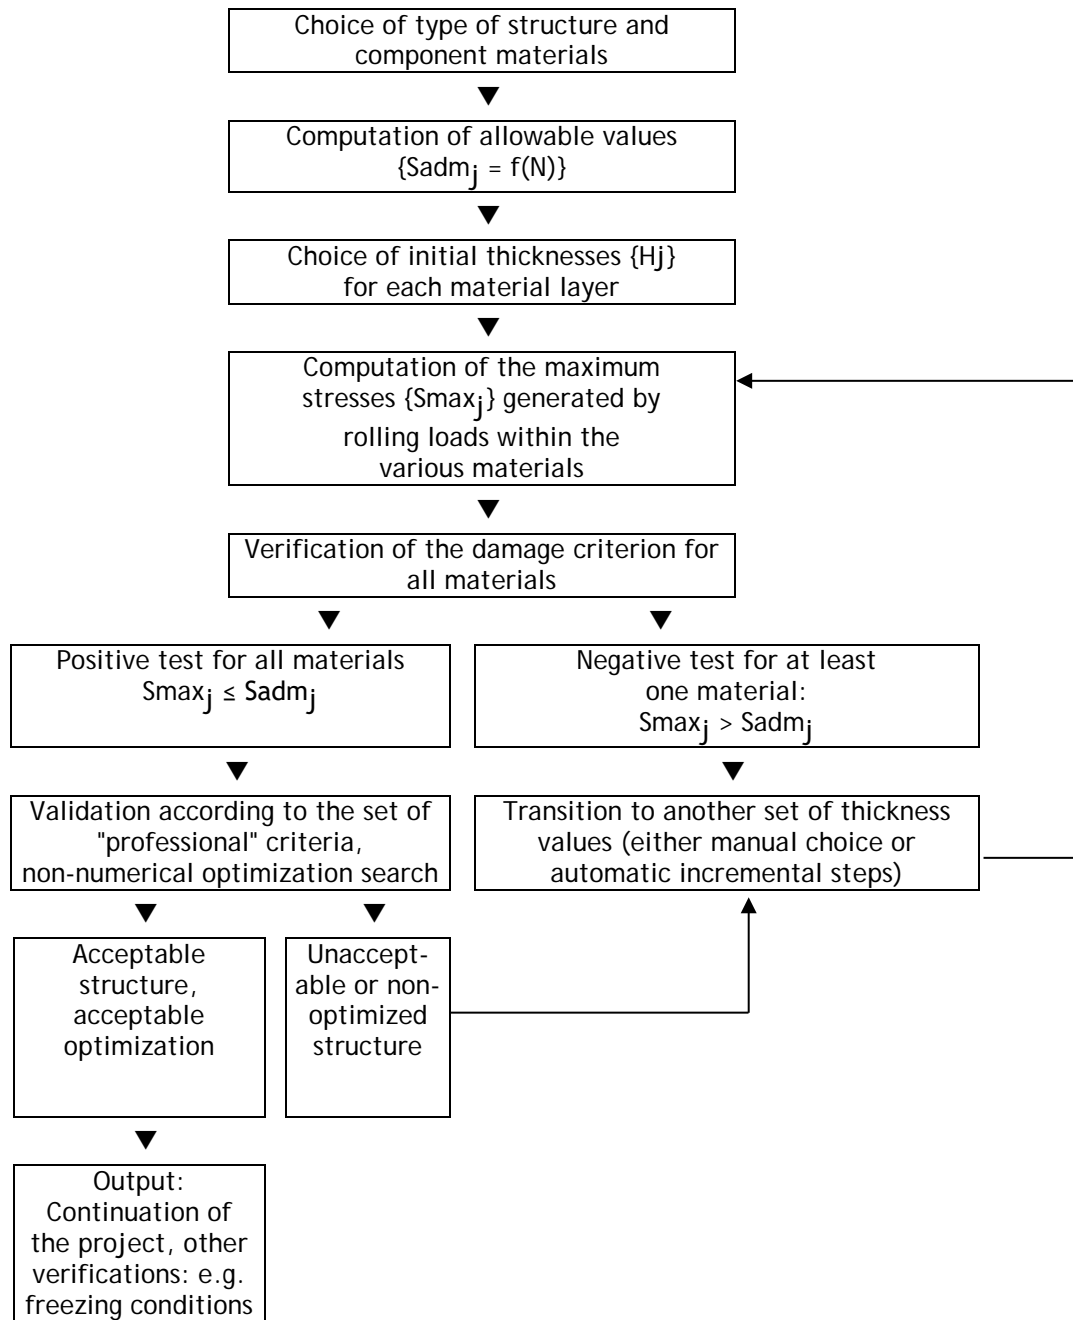 Choice of type of structure and
component materials
Computation of allowable values
{Sadmj = f(N)}
Choice of initial thicknesses {Hj}
for each material layer
Computation of the maximum
stresses {Smaxj} generated by
rolling loads within the
various materials
Verification of the damage criterion for
all materials
Positive test for all materials
Smaxj ≤ Sadmj
Negative test for at least
one material:
Smaxj > Sadmj
Validation according to the set of
"professional" criteria,
non-numerical optimization search
Transition to another set of thickness
values (either manual choice or
automatic incremental steps)
Acceptable
structure,
acceptable
optimization
Unaccept-
able or non-
optimized
structure
Output:
Continuation of
the project, other
verifications: e.g.
freezing conditions